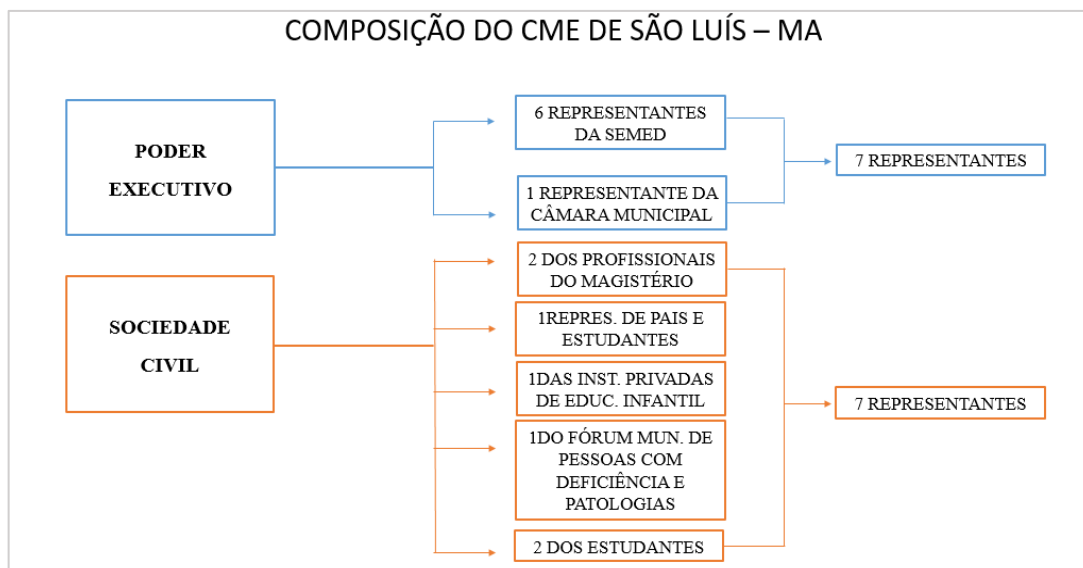 COMPOSIÇÃO DO CME DE SÃO LUÍS – MA
PODER
EXECUTIVO
6 REPRESENTANTES
DA SEMED
1 REPRESENTANTE DA
CÂMARA MUNICIPAL
7 REPRESENTANTES
SOCIEDADE
CIVIL
2 DOS PROFISSIONAIS
DO MAGISTÉRIO
1REPRES. DE PAIS E
ESTUDANTES
1DAS INST. PRIVADAS
DE EDUC. INFANTIL
1DO FÓRUM MUN. DE
PESSOAS COM
DEFICIÊNCIA E
PATOLOGIAS
2 DOS ESTUDANTES
7 REPRESENTANTES